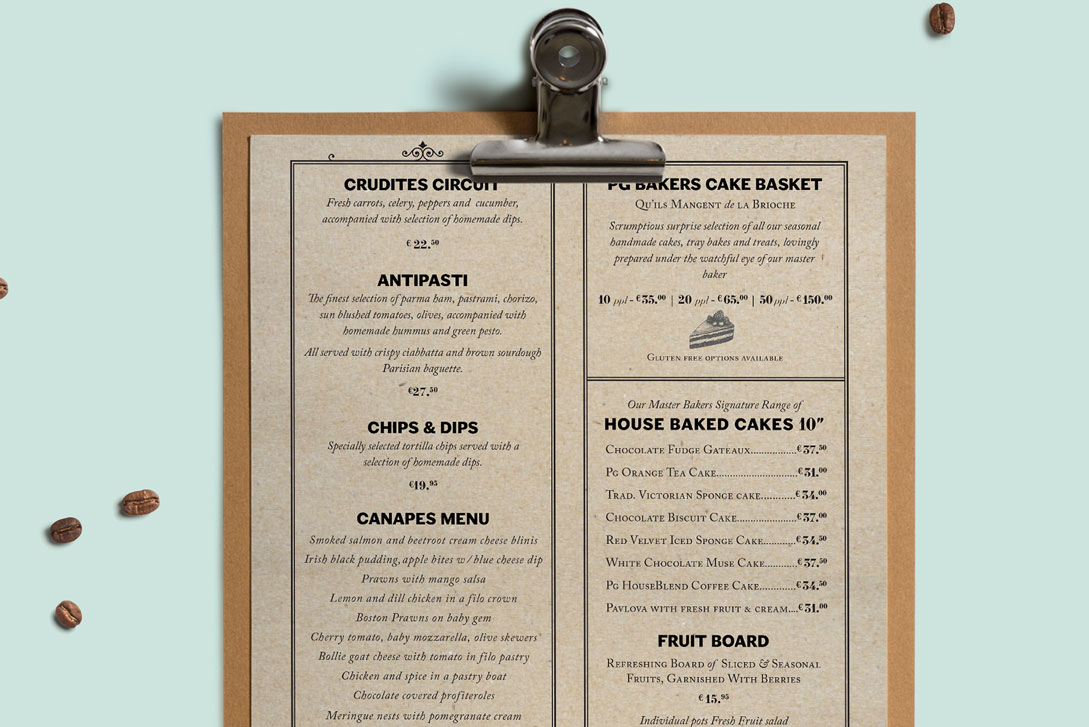 CRUDITES CIRCUIT
Fresh carrots, celery, peppers and cucumber,
accompanied with selection of homemade dips.
€ 22.50
ANTIPASTI
The finest selection of parma ham, pastrami, chorizo,
sun blushed tomatoes, olives, accompanied with
homemade hummus and green pesto.
All served with crispy ciabbatta and brown sourdough
Parisian baguette.
€27.50
CHIPS & DIPS
Specially selected tortilla chips served with a
selection of homemade dips.
€19.95
CANAPES MENU
Smoked salmon and beetroot cream cheese blinis
Irish black pudding, apple bites w/ blue cheese dip
Prawns with mango salsa
Lemon and dill chicken in a filo crown
Boston Prawns on baby gem
Cherry tomato, baby mozzarella, olive skewers
Bollie goat cheese with tomato in filo pastry
Chicken and spice in a pastry boat
Chocolate covered profiteroles
Meringue nests with pomegranate cream
PG BAKERS CAKE BASKET
Qu'ils Mangent de la Brioche
Scrumptious surprise selection of all our seasonal
handmade cakes, tray bakes and treats, lovingly
prepared under the watchful eye of our master
baker
10 ppl - €35.00 | 20 ppl - €65.00 | 50 ppl - €150.00
Gluten free options available
Our Master Bakers Signature Range of
HOUSE BAKED CAKES 10"
Chocolate Fudge Gateaux.................€37.50
Pg Orange Tea Cake..............................€31.00
Trad. Victorian Sponge cake............€34.00
Chocolate Biscuit Cake......................€37.00
Red Velvet Iced Sponge Cake............€34.50
White Chocolate Muse Cake............€37.50
Pg HouseBlend Coffee Cake.............€34.50
Pavlova with fresh fruit & cream....€31.00
FRUIT BOARD
Refreshing Board of Sliced & Seasonal
Fruits, Garnished With Berries
€ 15.95
Individual pots Fresh Fruit salad